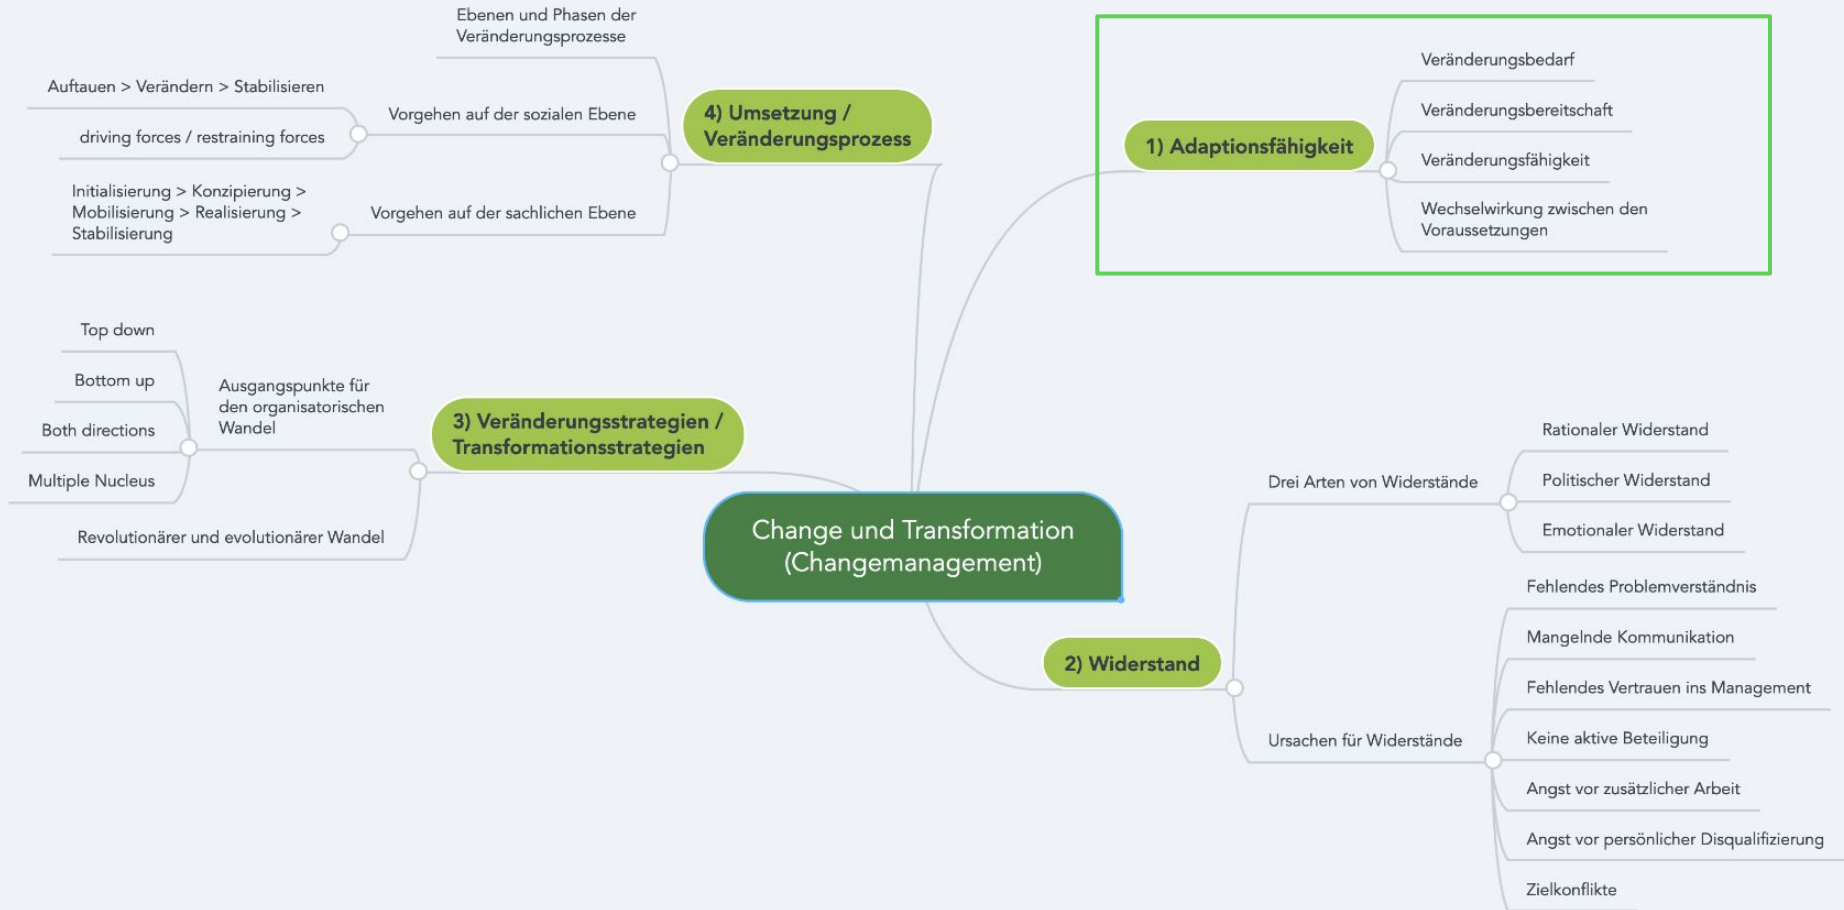 Change und Transformation
(Changemanagement)
1) Adaptionsfähigkeit
Veränderungsbedarf
Veränderungsbereitschaft
Veränderungsfähigkeit
Wechselwirkung zwischen den
Voraussetzungen
2) Widerstand
Drei Arten von Widerstände
Rationaler Widerstand
Politischer Widerstand
Emotionaler Widerstand
Ursachen für Widerstände
Fehlendes Problemverständnis
Mangelnde Kommunikation
Fehlendes Vertrauen ins Management
Keine aktive Beteiligung
Angst vor zusätzlicher Arbeit
Angst vor persönlicher Disqualifizierung
Zielkonflikte
3) Veränderungsstrategien /
Transformationsstrategien
Ausgangspunkte für
den organisatorischen
Wandel
Top down
Bottom up
Both directions
Multiple Nucleus
Revolutionärer und evolutionärer Wandel
4) Umsetzung /
Veränderungsprozess
Ebenen und Phasen der
Veränderungsprozesse
Vorgehen auf der sozialen Ebene
Auftauen > Verändern > Stabilisieren
driving forces / restraining forces
Vorgehen auf der sachlichen Ebene
Initialisierung > Konzipierung >
Mobilisierung > Realisierung >
Stabilisierung